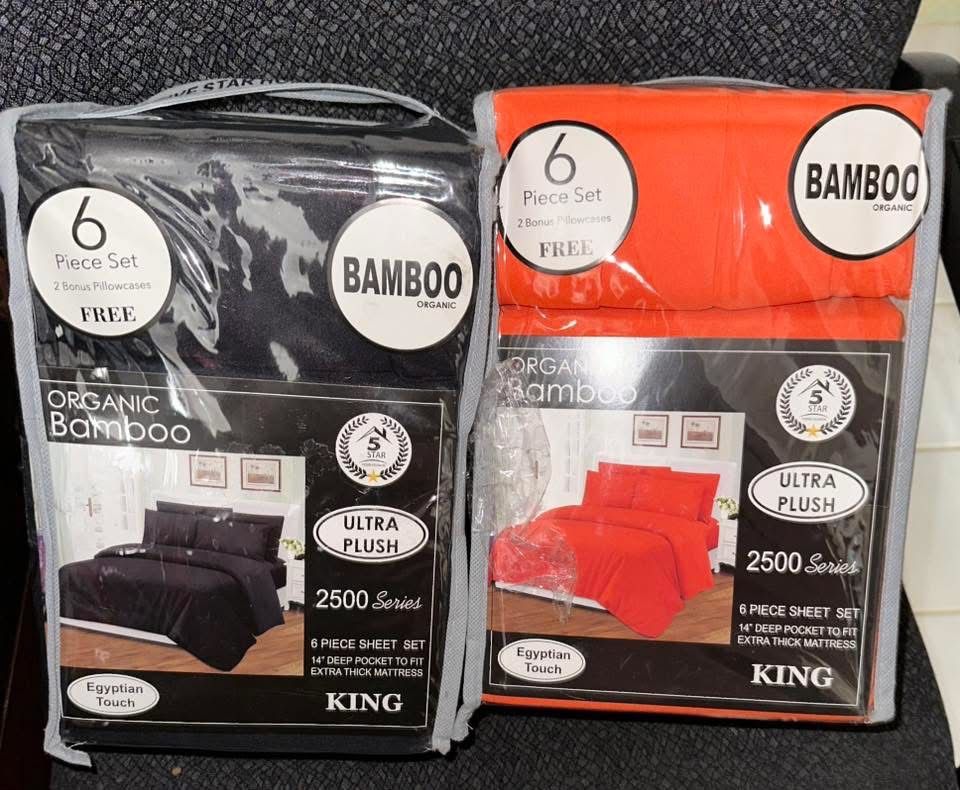 6
Piece Set
2 Bonus Pillowcases
FREE
BAMBOO
ORGANIC
ORGANIC
Bamboo
5
STAR
ULTRA
PLUSH
2500 Series
6 PIECE SHEET SET
14" DEEP POCKET TO FIT
EXTRA THICK MATTRESS
Egyptian
Touch
KING
6
Piece Set
2 Bonus Pillowcases
FREE
BAMBOO
ORGANIC
ORGANIC
Bamboo
5
STAR
ULTRA
PLUSH
2500 Series
6 PIECE SHEET SET
14" DEEP POCKET TO FIT
EXTRA THICK MATTRESS
Egyptian
Touch
KING